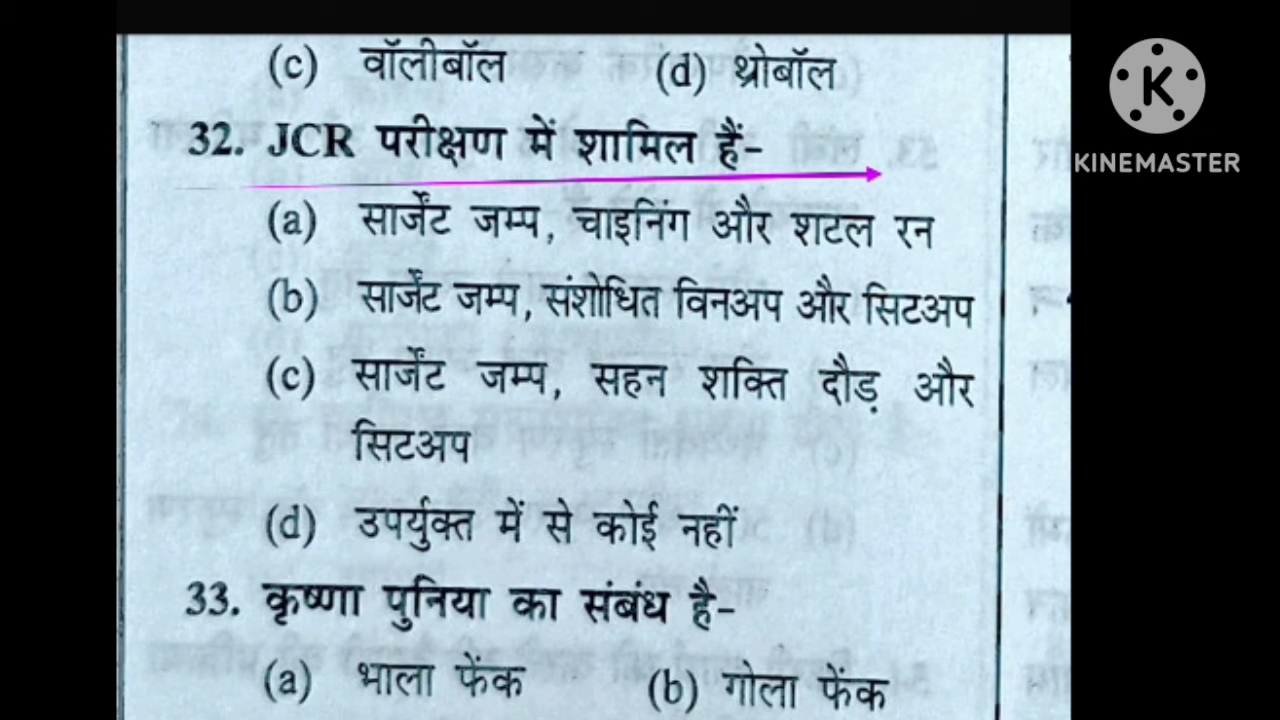 (c) वॉलीबॉल (d) थ्रोबॉल
32. JCR परीक्षण में शामिल हैं-
(a) सार्जेंट जम्प, चाइनिंग और शटल रन
(b) सार्जेंट जम्प, संशोधित विनअप और सिटअप
(c) सार्जेंट जम्प, सहन शक्ति दौड़ और
सिटअप
(d) उपर्युक्त में से कोई नहीं
33. कृष्णा पुनिया का संबंध है-
(a) भाला फेंक (b) गोला फेंक
K
KINEMASTER